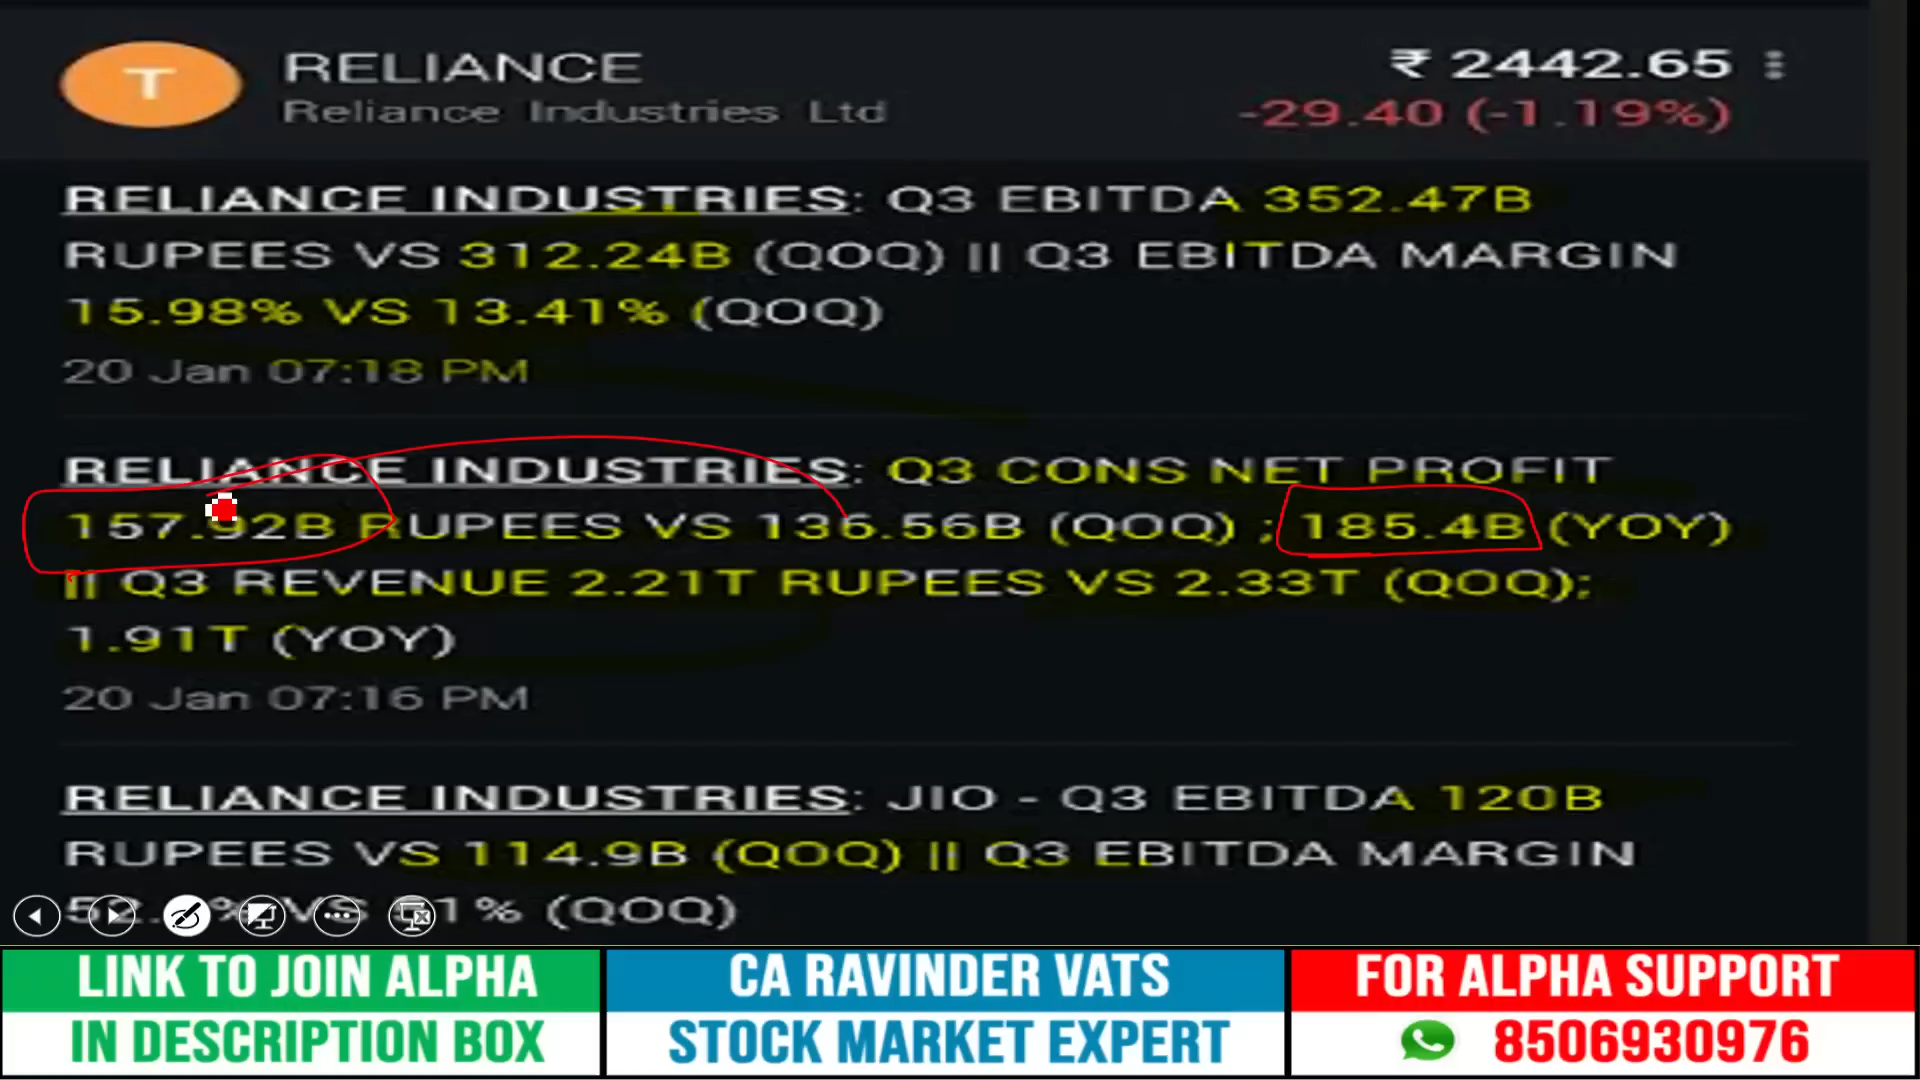 T
RELIANCE
Reliance Industries Ltd
₹ 2442.65
-29.40 (-1.19%)
RELIANCE INDUSTRIES: Q3 EBITDA 352.47B
RUPEES VS 312.24B (QOQ) || Q3 EBITDA MARGIN
15.98% VS 13.41% (QOQ)
20 Jan 07:18 PM
RELIANCE INDUSTRIES: Q3 CONS NET PROFIT
157.92B RUPEES VS 136.56B (QOQ) ; 185.4B (YOY)
|| Q3 REVENUE 2.21T RUPEES VS 2.33T (QOQ);
1.91T (YOY)
20 Jan 07:16 PM
RELIANCE INDUSTRIES: JIO - Q3 EBITDA 120B
RUPEES VS 114.9B (QOQ) || Q3 EBITDA MARGIN
% VS 1% (QOQ)
LINK TO JOIN ALPHA
IN DESCRIPTION BOX
CA RAVINDER VATS
STOCK MARKET EXPERT
FOR ALPHA SUPPORT
8506930976